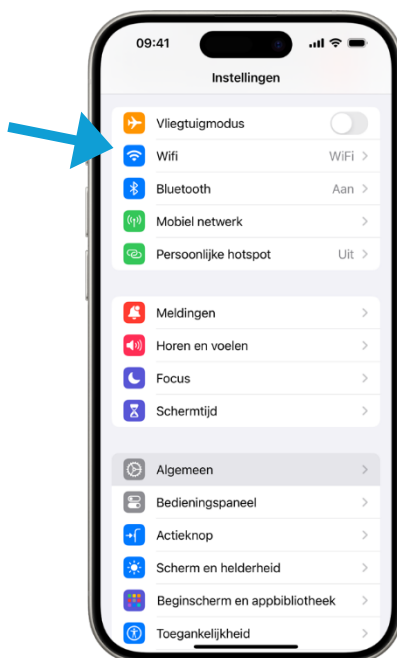 09:41
Instellingen
Vliegtuigmodus
Wifi WiFi
Bluetooth Aan
Mobiel netwerk
Persoonlijke hotspot Uit
Meldingen
Horen en voelen
Focus
Schermtijd
Algemeen
Bedieningspaneel
Actieknop
Scherm en helderheid
Beginscherm en appbibliotheek
Toegankelijkheid